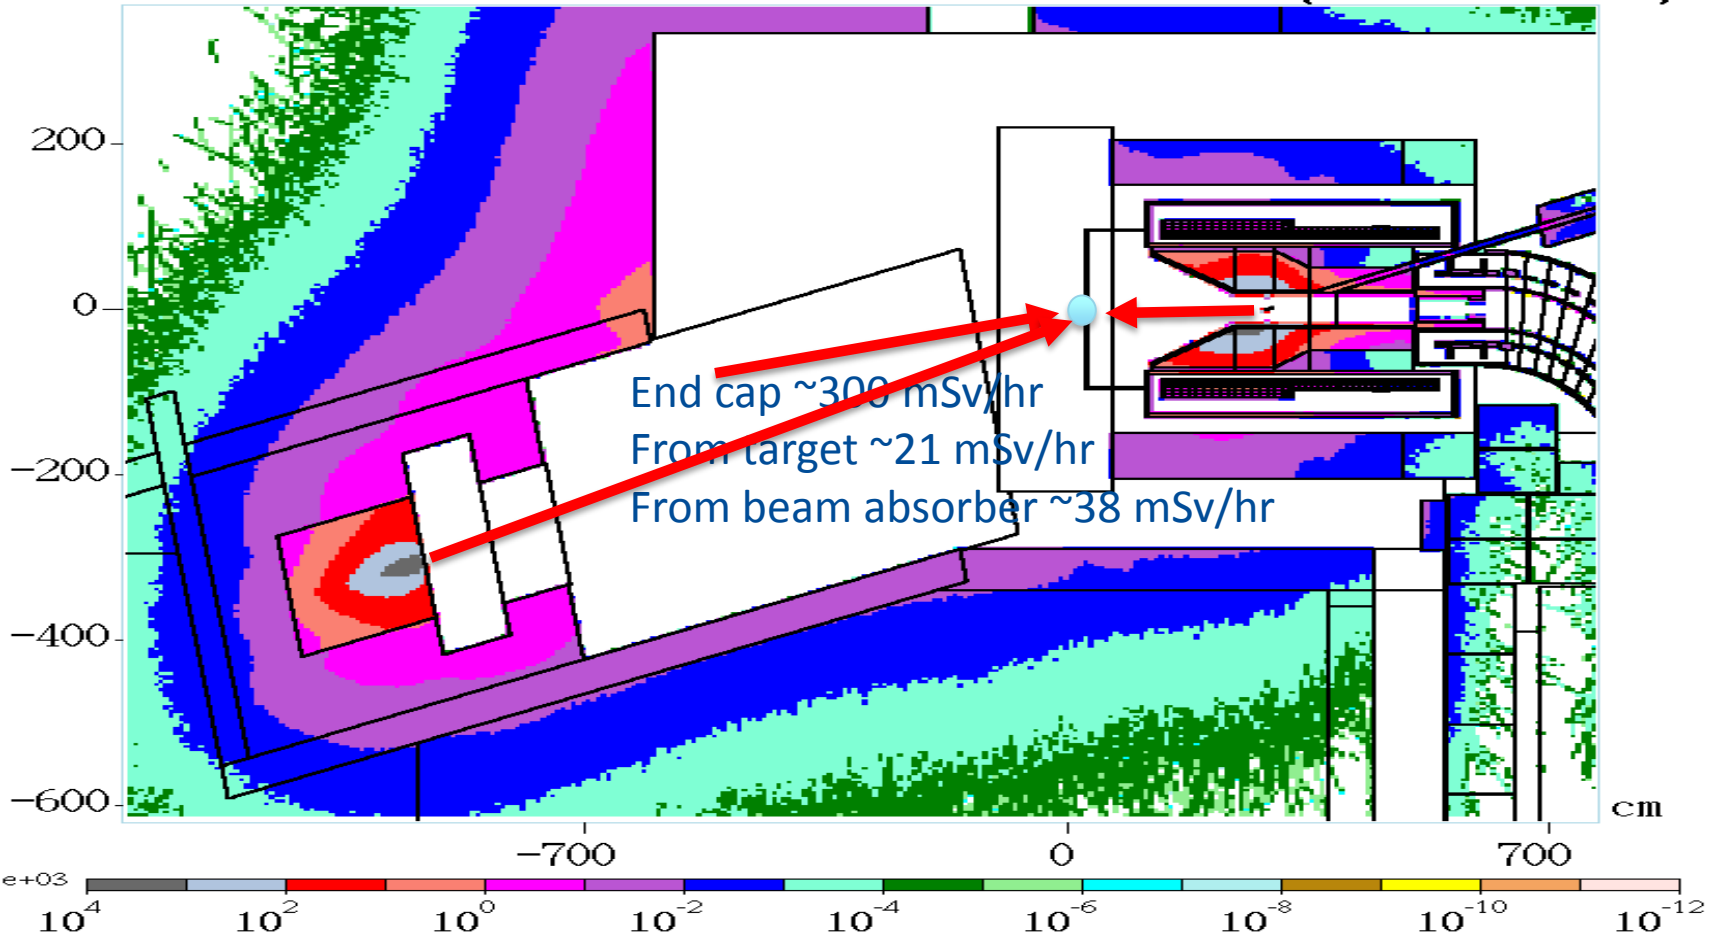 200
0
End cap ~300 mSv/hr
From target ~21 mSv/hr
−200
From beam absorber ~38 mSv/hr
−400
−600
cm
−700 0 700
e+03
10^4 10^2 10^0 10^-2 10^-4 10^-6 10^-8 10^-10 10^-12